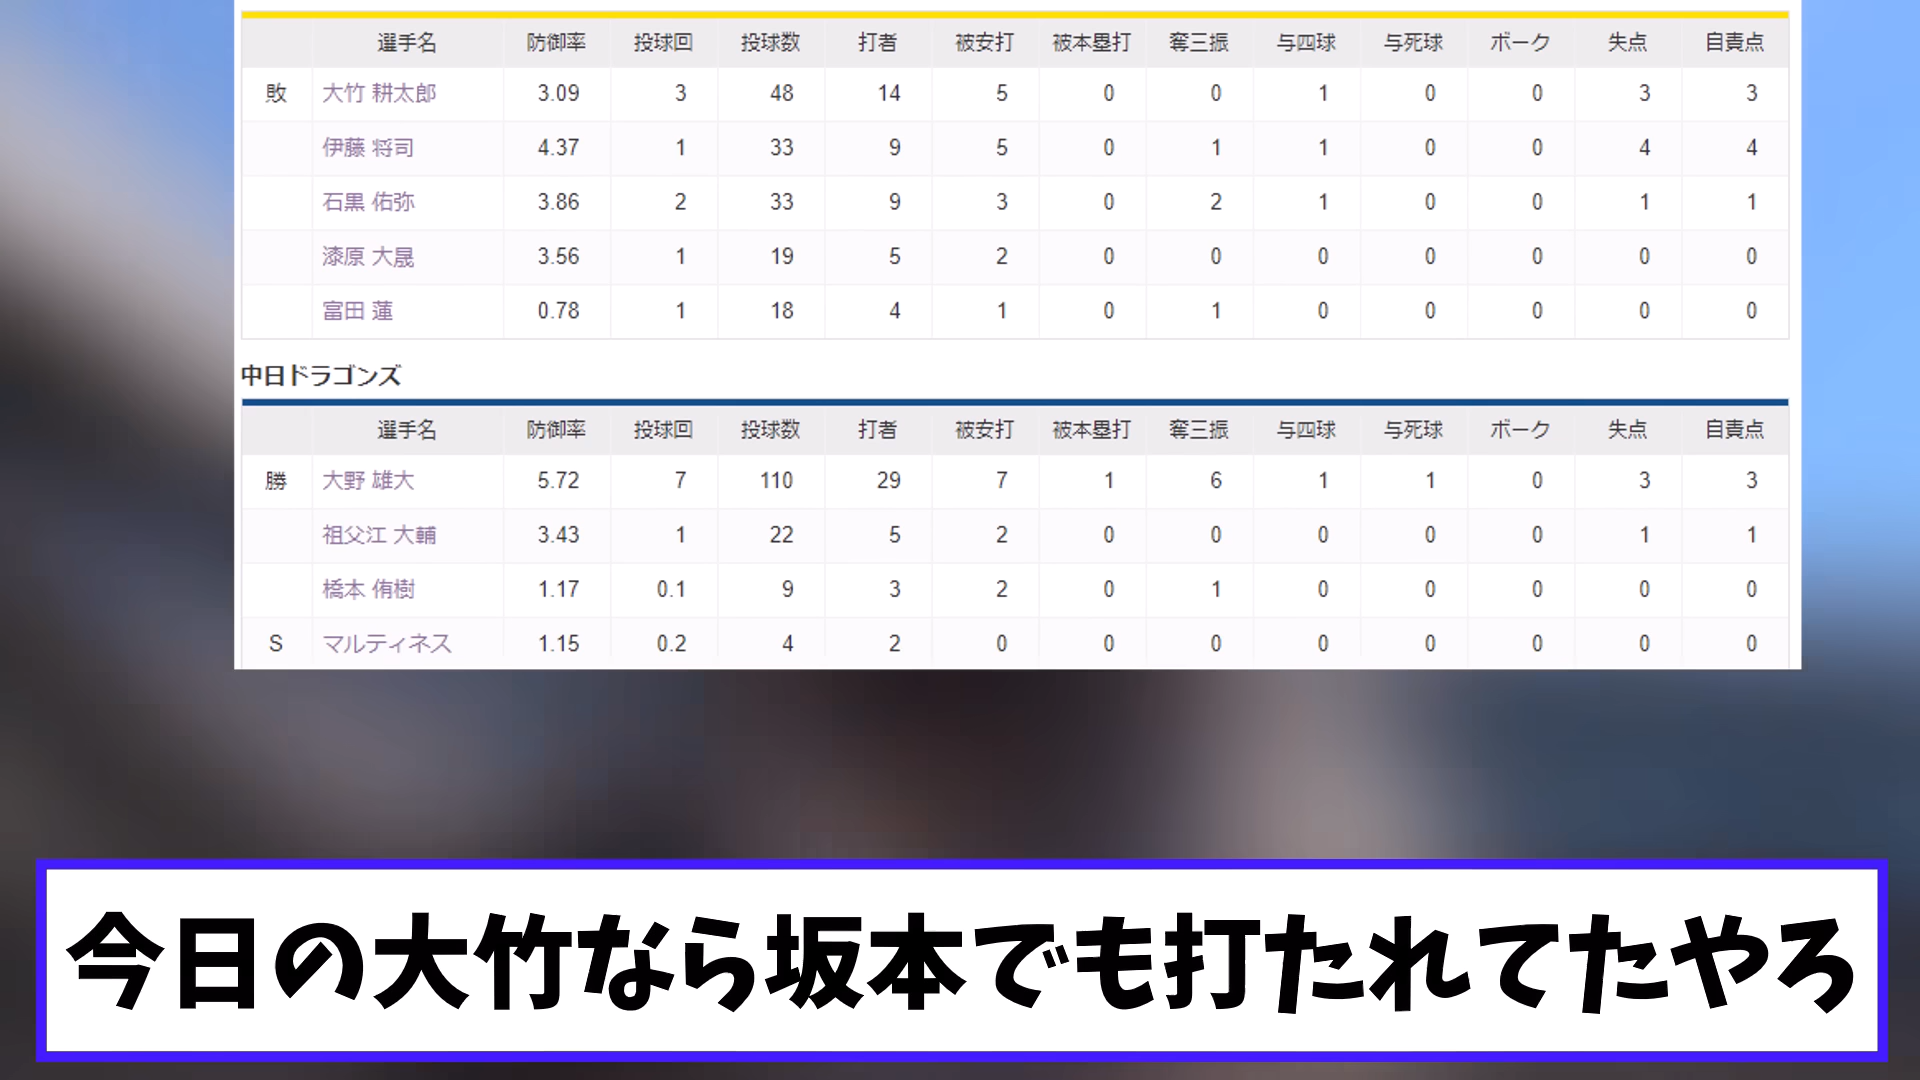 選手名 防御率 投球回 投球数 打者 被安打 被本塁打 奪三振 与四球 与死球 ボーク 失点 自責点
敗 大竹 耕太郎 3.09 3 48 14 5 0 0 1 0 0 3 3
伊藤 将司 4.37 1 33 9 5 0 1 1 0 0 4 4
石黒 佑弥 3.86 2 33 9 3 0 2 1 0 0 1 1
漆原 大晟 3.56 1 19 5 2 0 0 0 0 0 0 0
富田 蓮 0.78 1 18 4 1 0 1 0 0 0 0 0
中日ドラゴンズ
選手名 防御率 投球回 投球数 打者 被安打 被本塁打 奪三振 与四球 与死球 ボーク 失点 自責点
勝 大野 雄大 5.72 7 110 29 7 1 6 1 1 0 3 3
祖父江 大輔 3.43 1 22 5 2 0 0 0 0 0 1 1
橋本 侑樹 1.17 0.1 9 3 2 0 1 0 0 0 0 0
S マルティネス 1.15 0.2 4 2 0 0 0 0 0 0 0 0
今日の大竹なら坂本でも打たれてたやろ